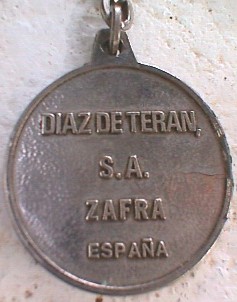 DIAZ DE TERAN,
S.A.
ZAFRA
ESPAÑA